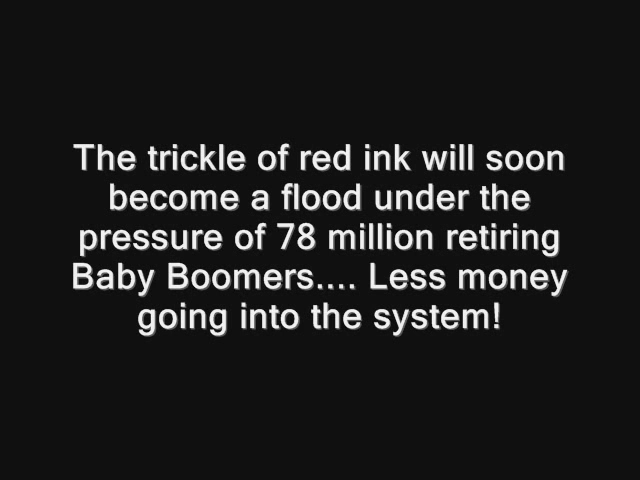 The trickle of red ink will soon
become a flood under the
pressure of 78 million retiring
Baby Boomers.... Less money
going into the system!